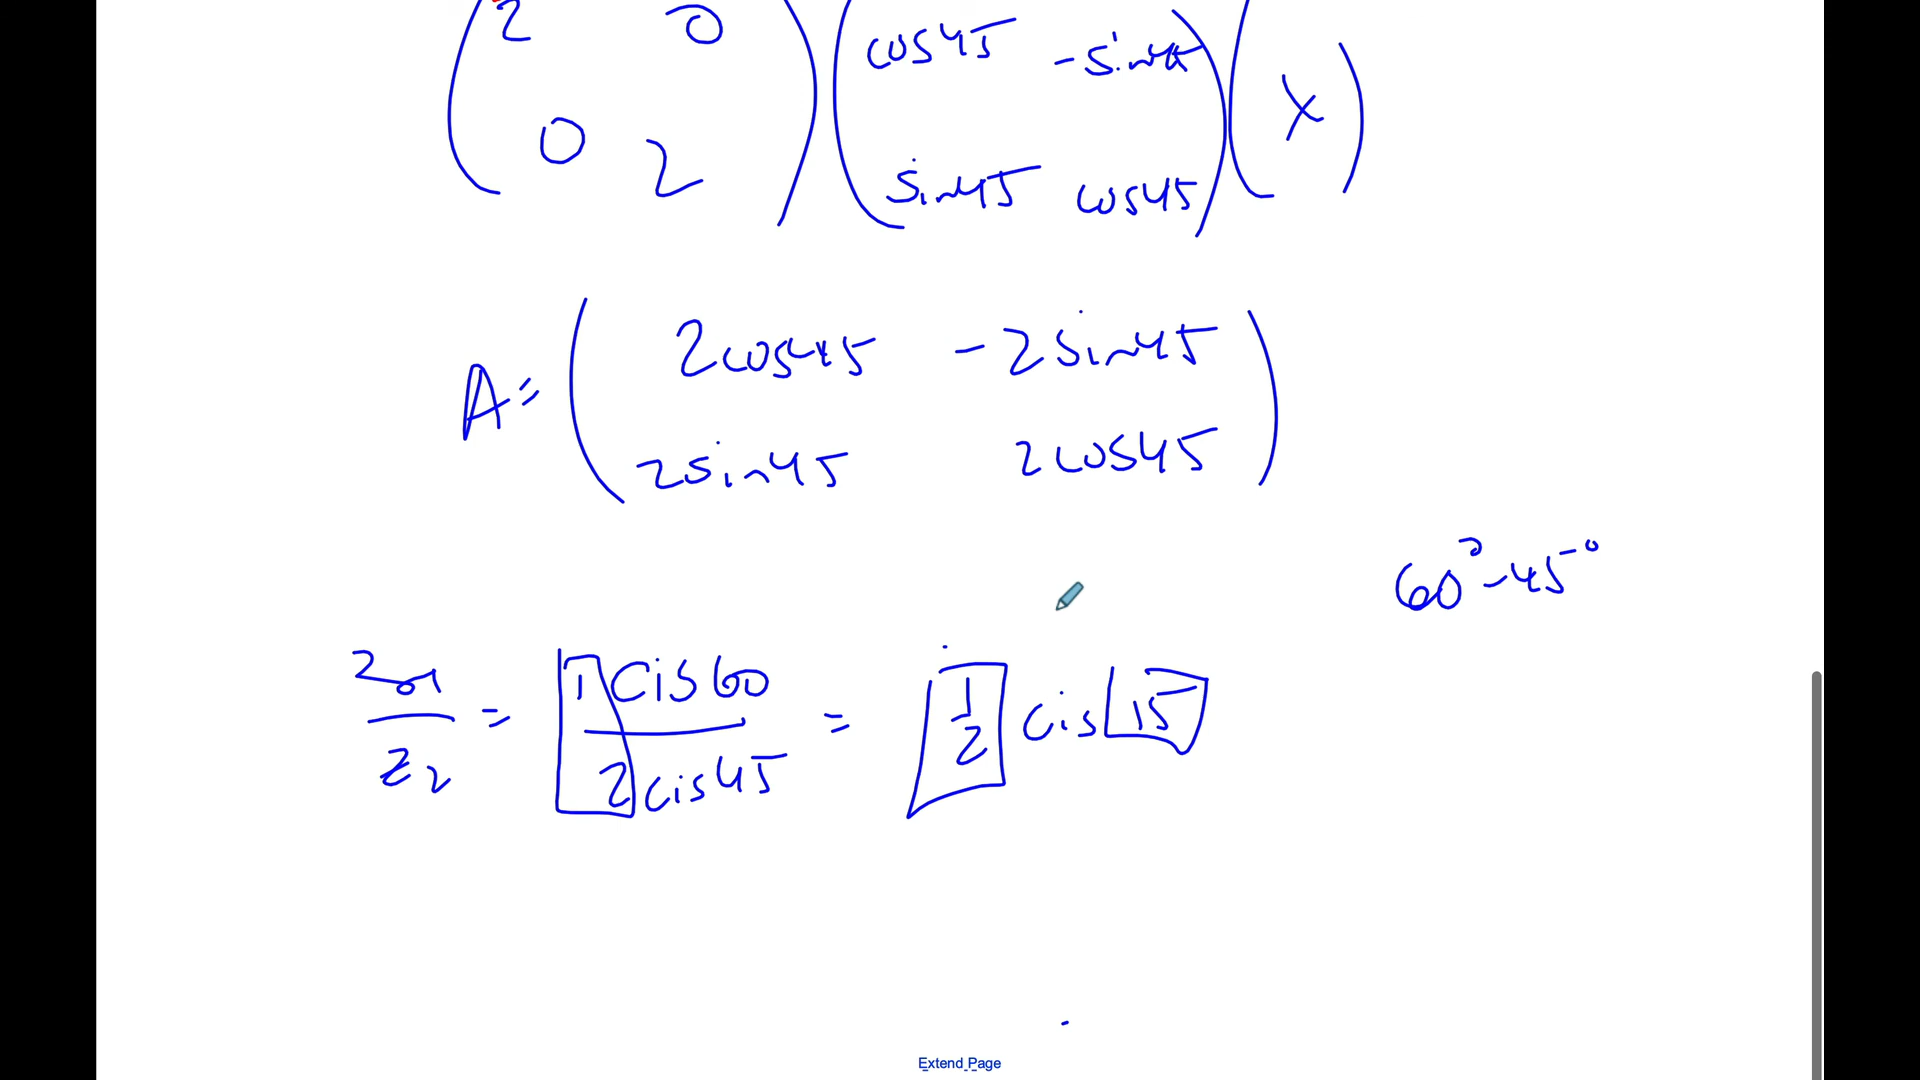 (2 0) (cos45 -sin45) (x)
(0 2) (sin45 cos45)
A= (2cos45 -2sin45)
(2sin45 2cos45)
60°-45°
z1/z2 = 1cis60/2cis45 = 1/2 cis 15
Extend Page